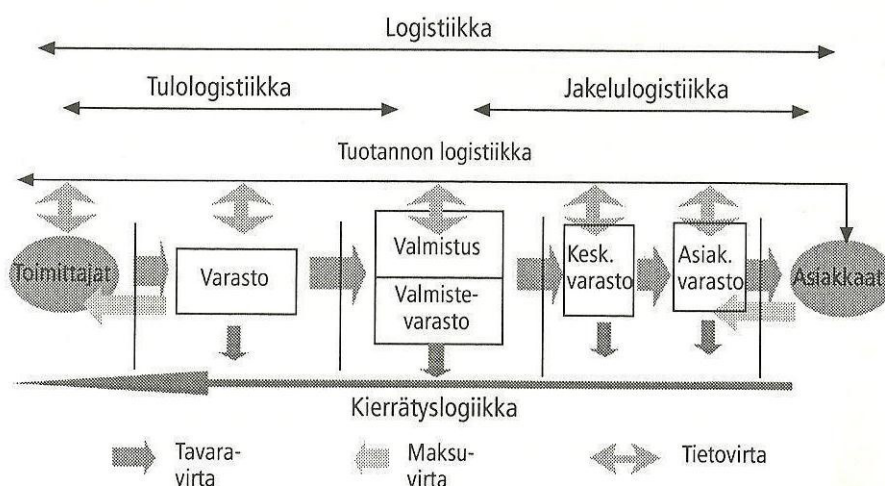 Logistiikka
Tulologistiikka
Jakelulogistiikka
Tuotannon logistiikka
Toimittajat
Varasto
Valmistus
Valmiste-
varasto
Kesk.
varasto
Asiak.
varasto
Asiakkaat
Kierrätyslogiikka
Tavara-
virta
Maksu-
virta
Tietovirta